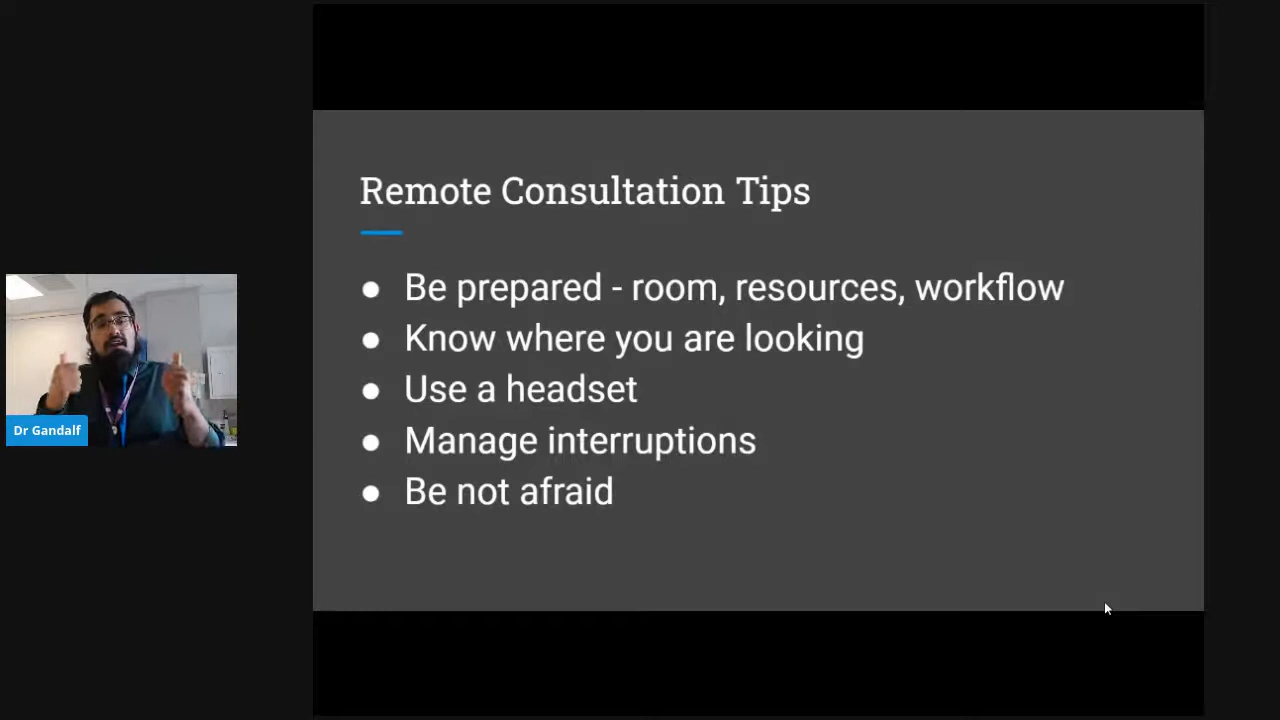 Remote Consultation Tips
● Be prepared - room, resources, workflow
● Know where you are looking
● Use a headset
● Manage interruptions
● Be not afraid
Dr Gandalf